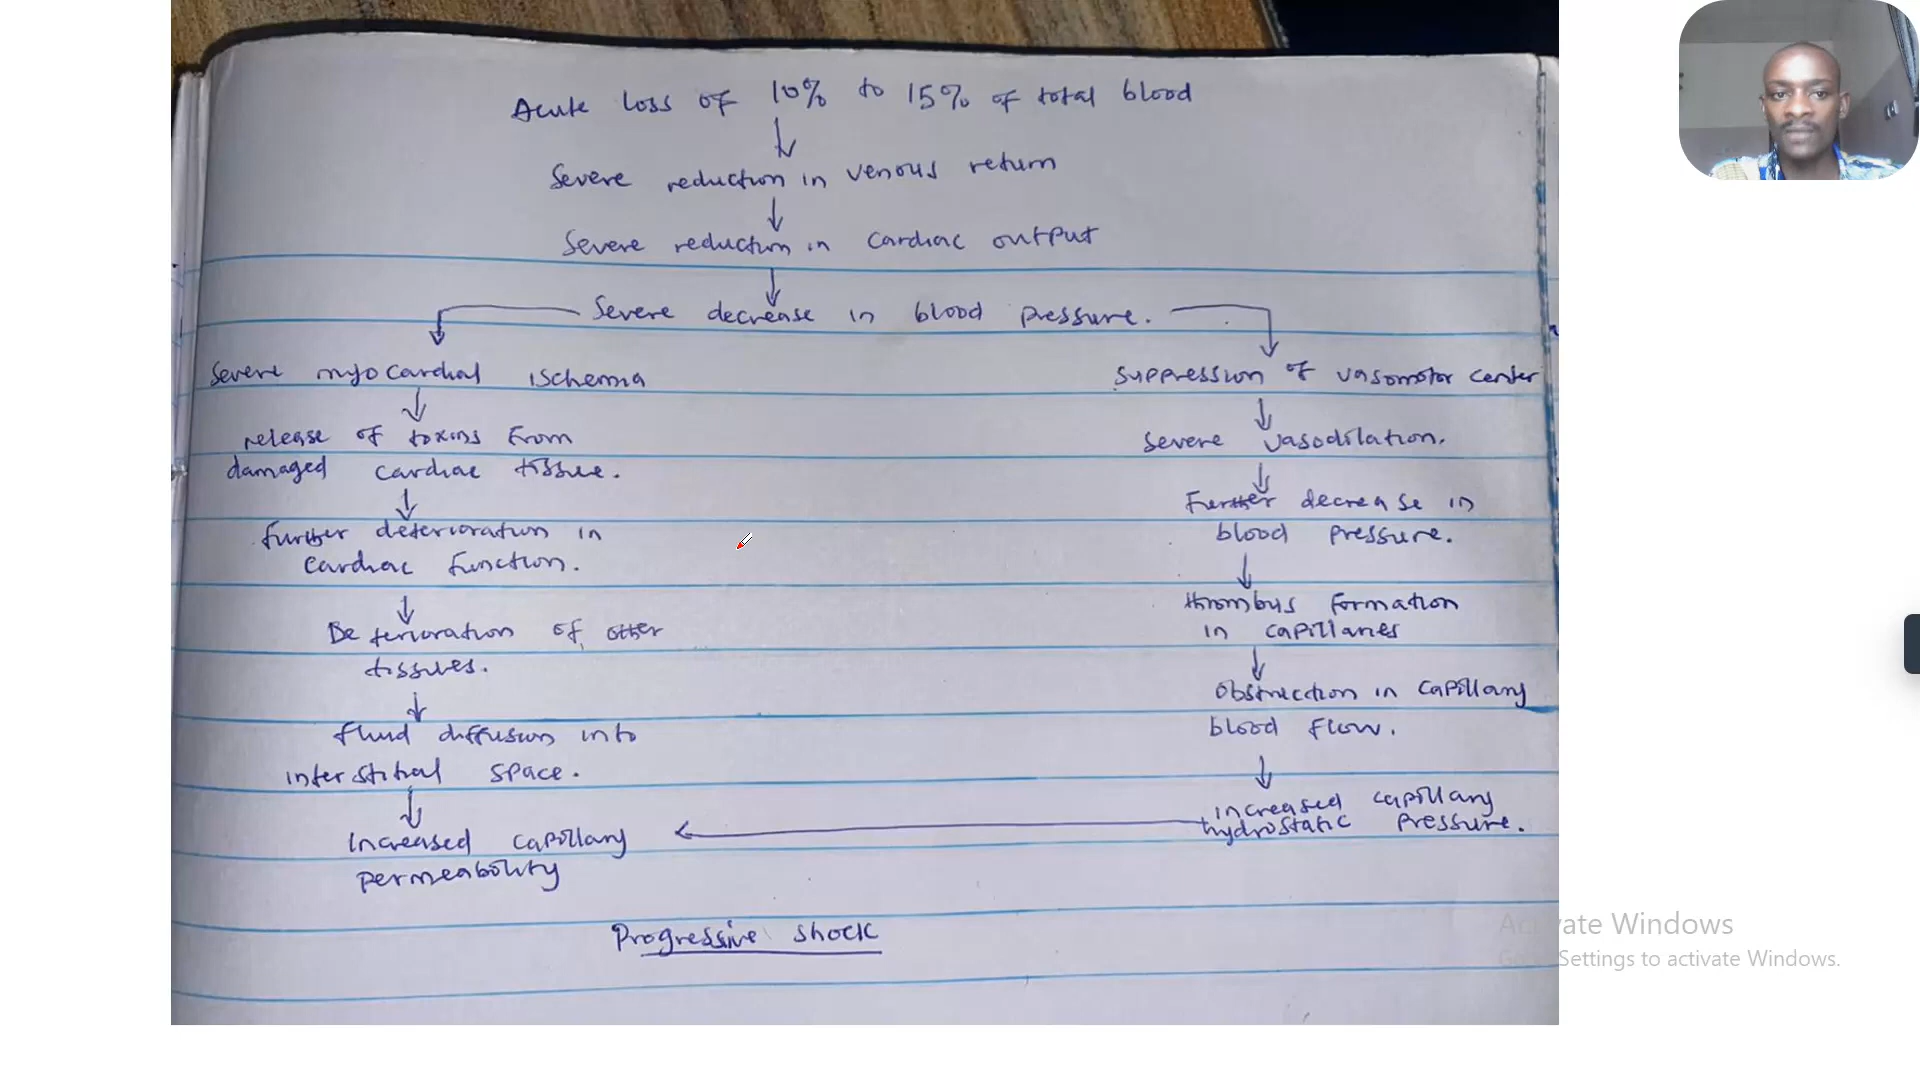 Acute loss of 10% to 15% of total blood
Severe reduction in venous return
Severe reduction in cardiac output
Severe decrease in blood pressure.
Severe myocardial ischemia
release of toxins from
damaged cardiac tissue.
further deterioration in
cardiac function.
Deterioration of other
tissues.
fluid diffusion into
interstitial space.
Increased capillary
permeability
Suppression of vasomotor center
Severe vasodilation.
Further decrease in
blood pressure.
thrombus formation
in capillaries
obstruction in capillary
blood flow.
increased capillary
hydrostatic pressure.
Progressive shock
Activate Windows
Go to Settings to activate Windows.